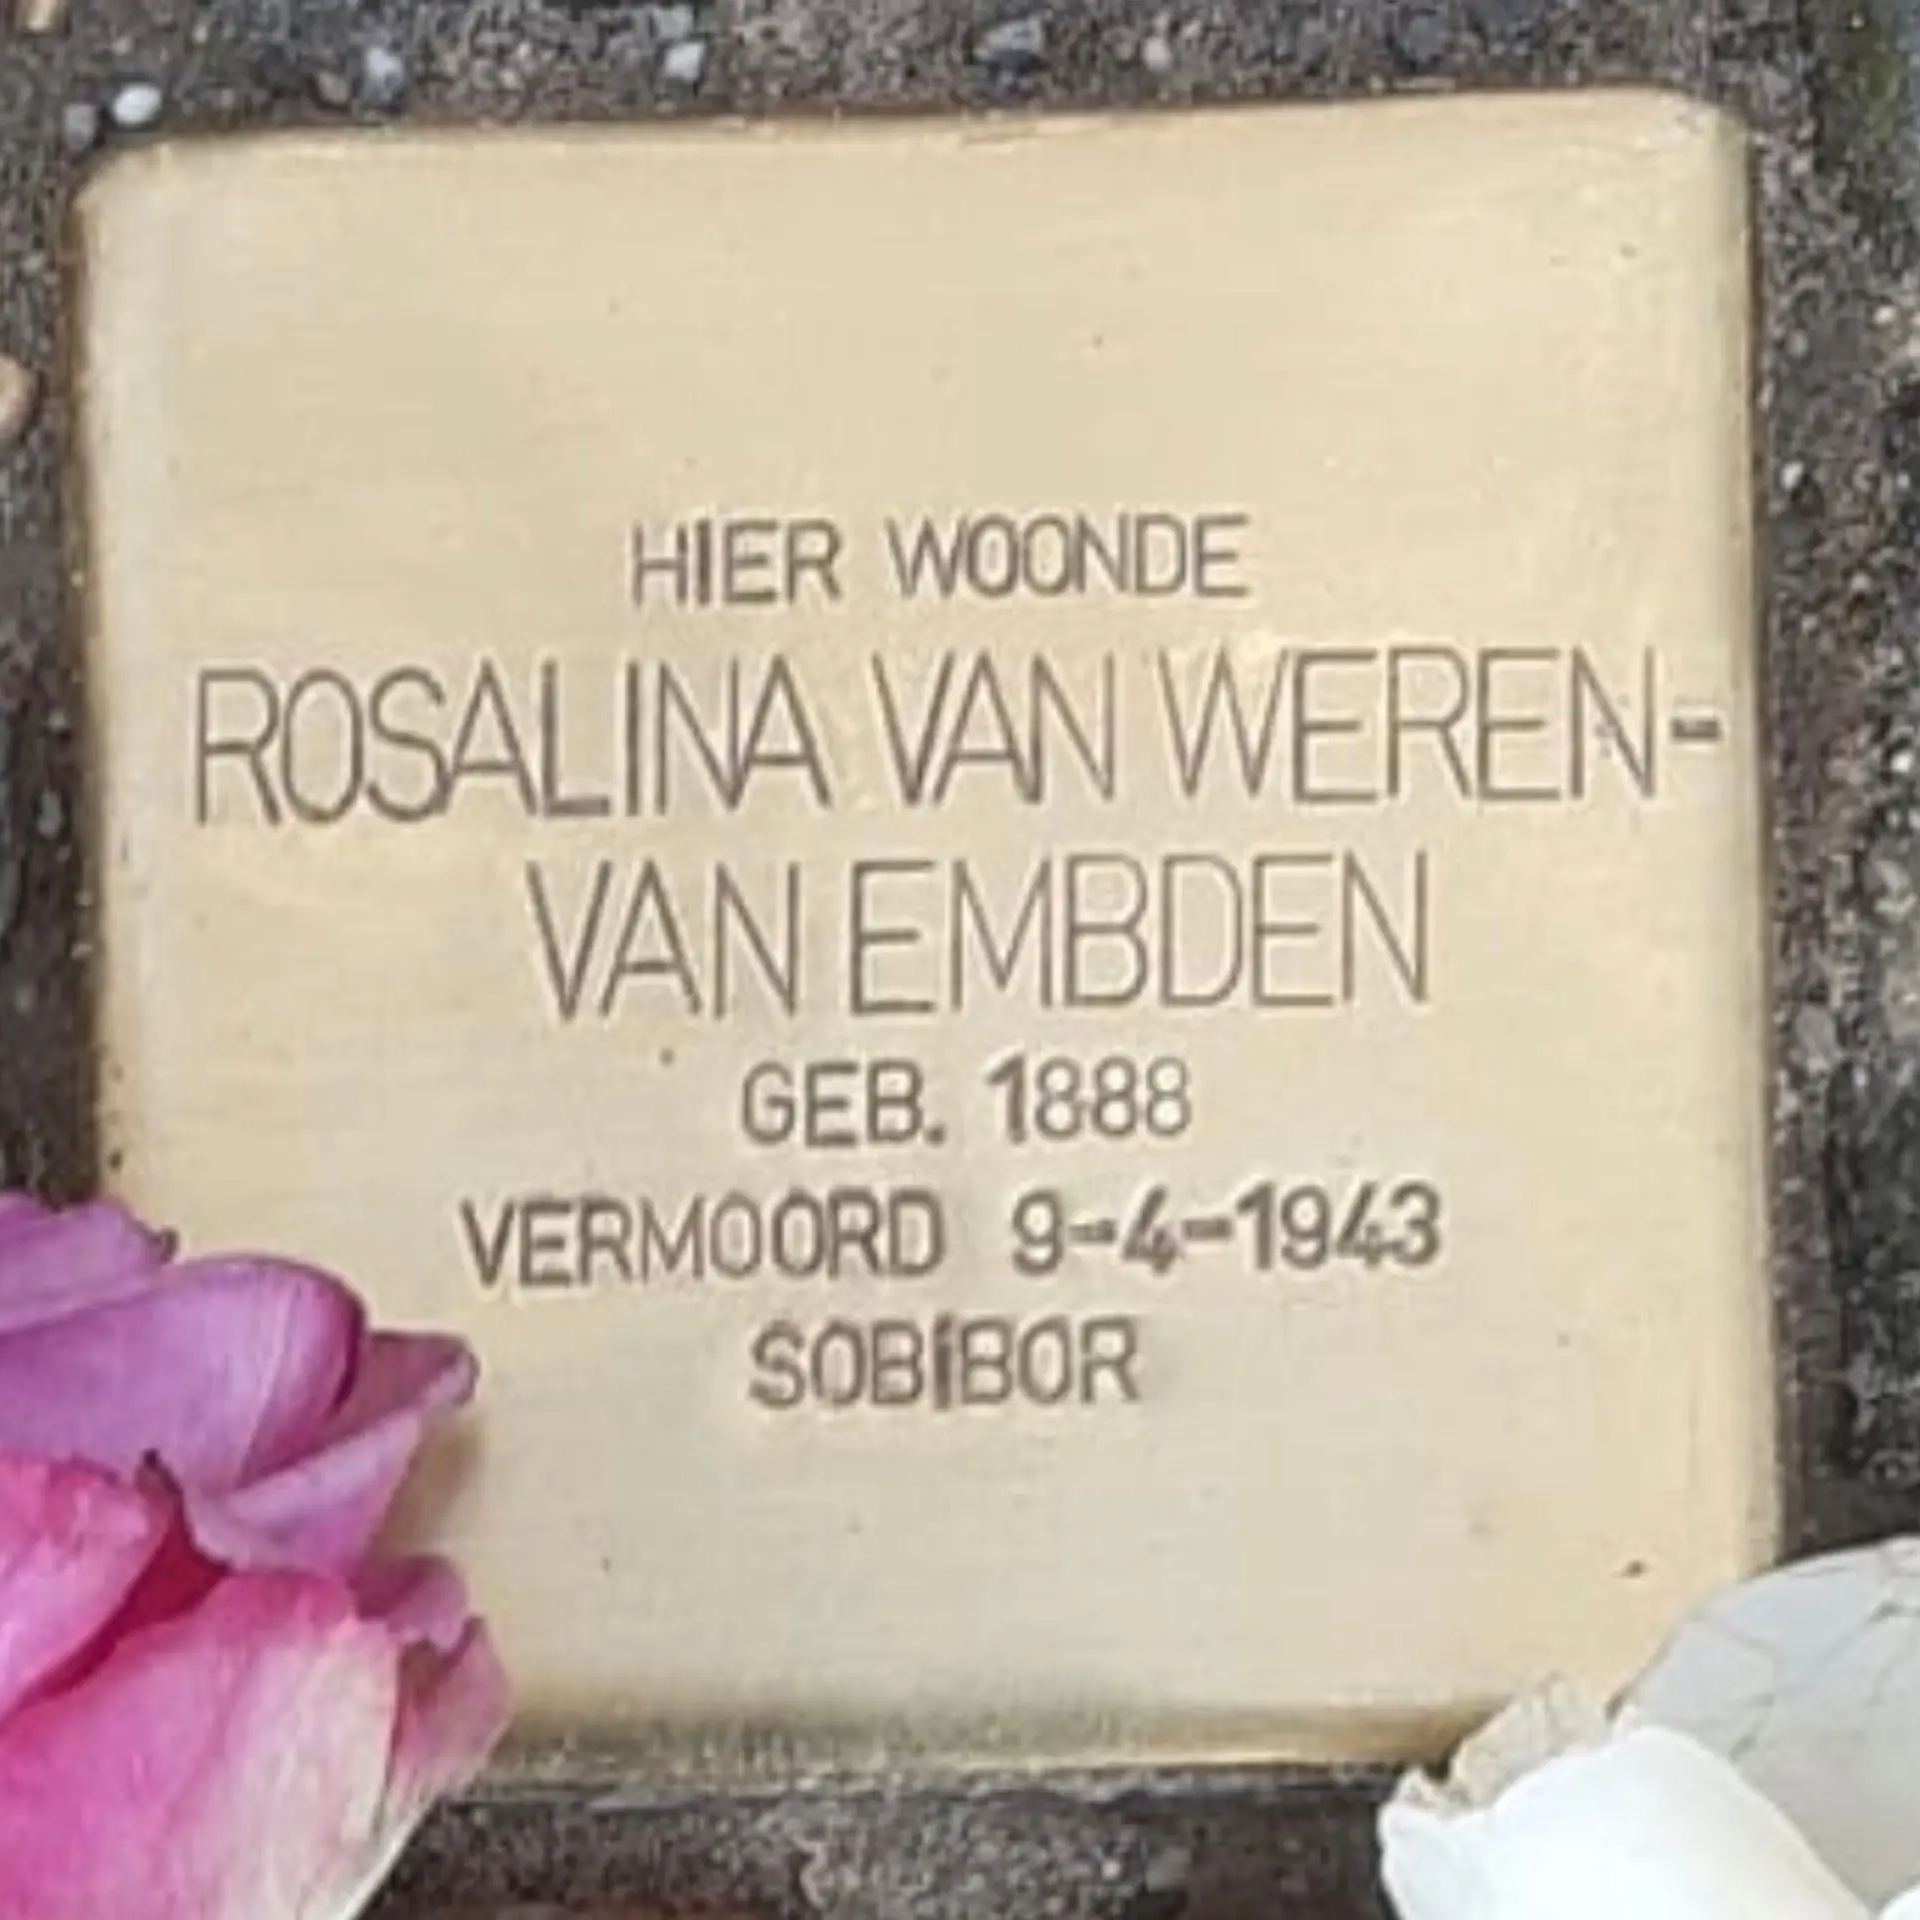 HIER WOONDE
ROSALINA VAN WEREN-
VAN EMBDEN
GEB. 1888
VERMOORD 9-4-1943
SOBIBOR